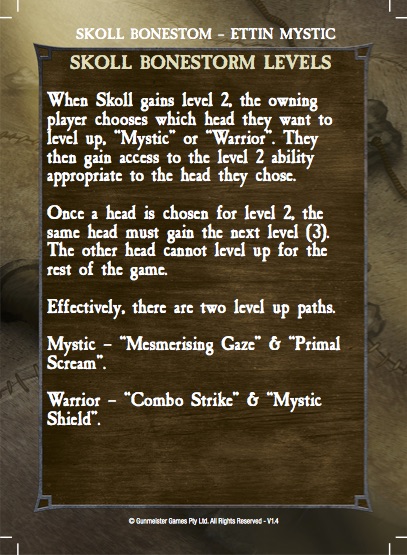 SKOLL BONESTOM – ETTIN MYSTIC
SKOLL BONESTORM LEVELS
When Skoll gains level 2, the owning
player chooses which head they want to
level up, “Mystic” or “Warrior”. They
then gain access to the level 2 ability
appropriate to the head they chose.
Once a head is chosen for level 2, the
same head must gain the next level (3).
The other head cannot level up for the
rest of the game.
Effectively, there are two level up paths.
Mystic – “Mesmerising Gaze” & “Primal
Scream”.
Warrior – “Combo Strike” & “Mystic
Shield”.
© Gunmeister Games Pty Ltd. All Rights Reserved - V1.4